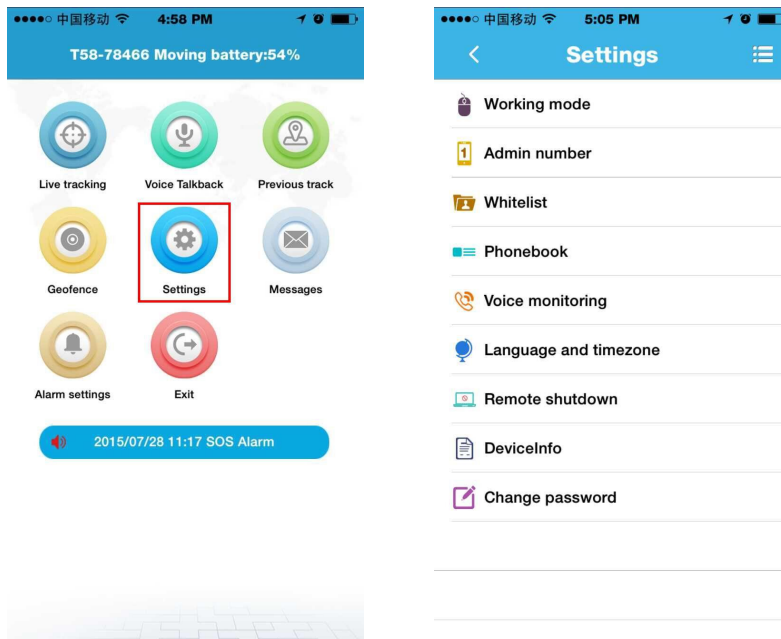 中国移动 4:58 PM
T58-78466 Moving battery:54%
Live tracking
Voice Talkback
Previous track
Geofence
Settings
Messages
Alarm settings
Exit
2015/07/28 11:17 SOS Alarm
中国移动 5:05 PM
Settings
Working mode
1
Admin number
Whitelist
Phonebook
Voice monitoring
Language and timezone
Remote shutdown
DeviceInfo
Change password